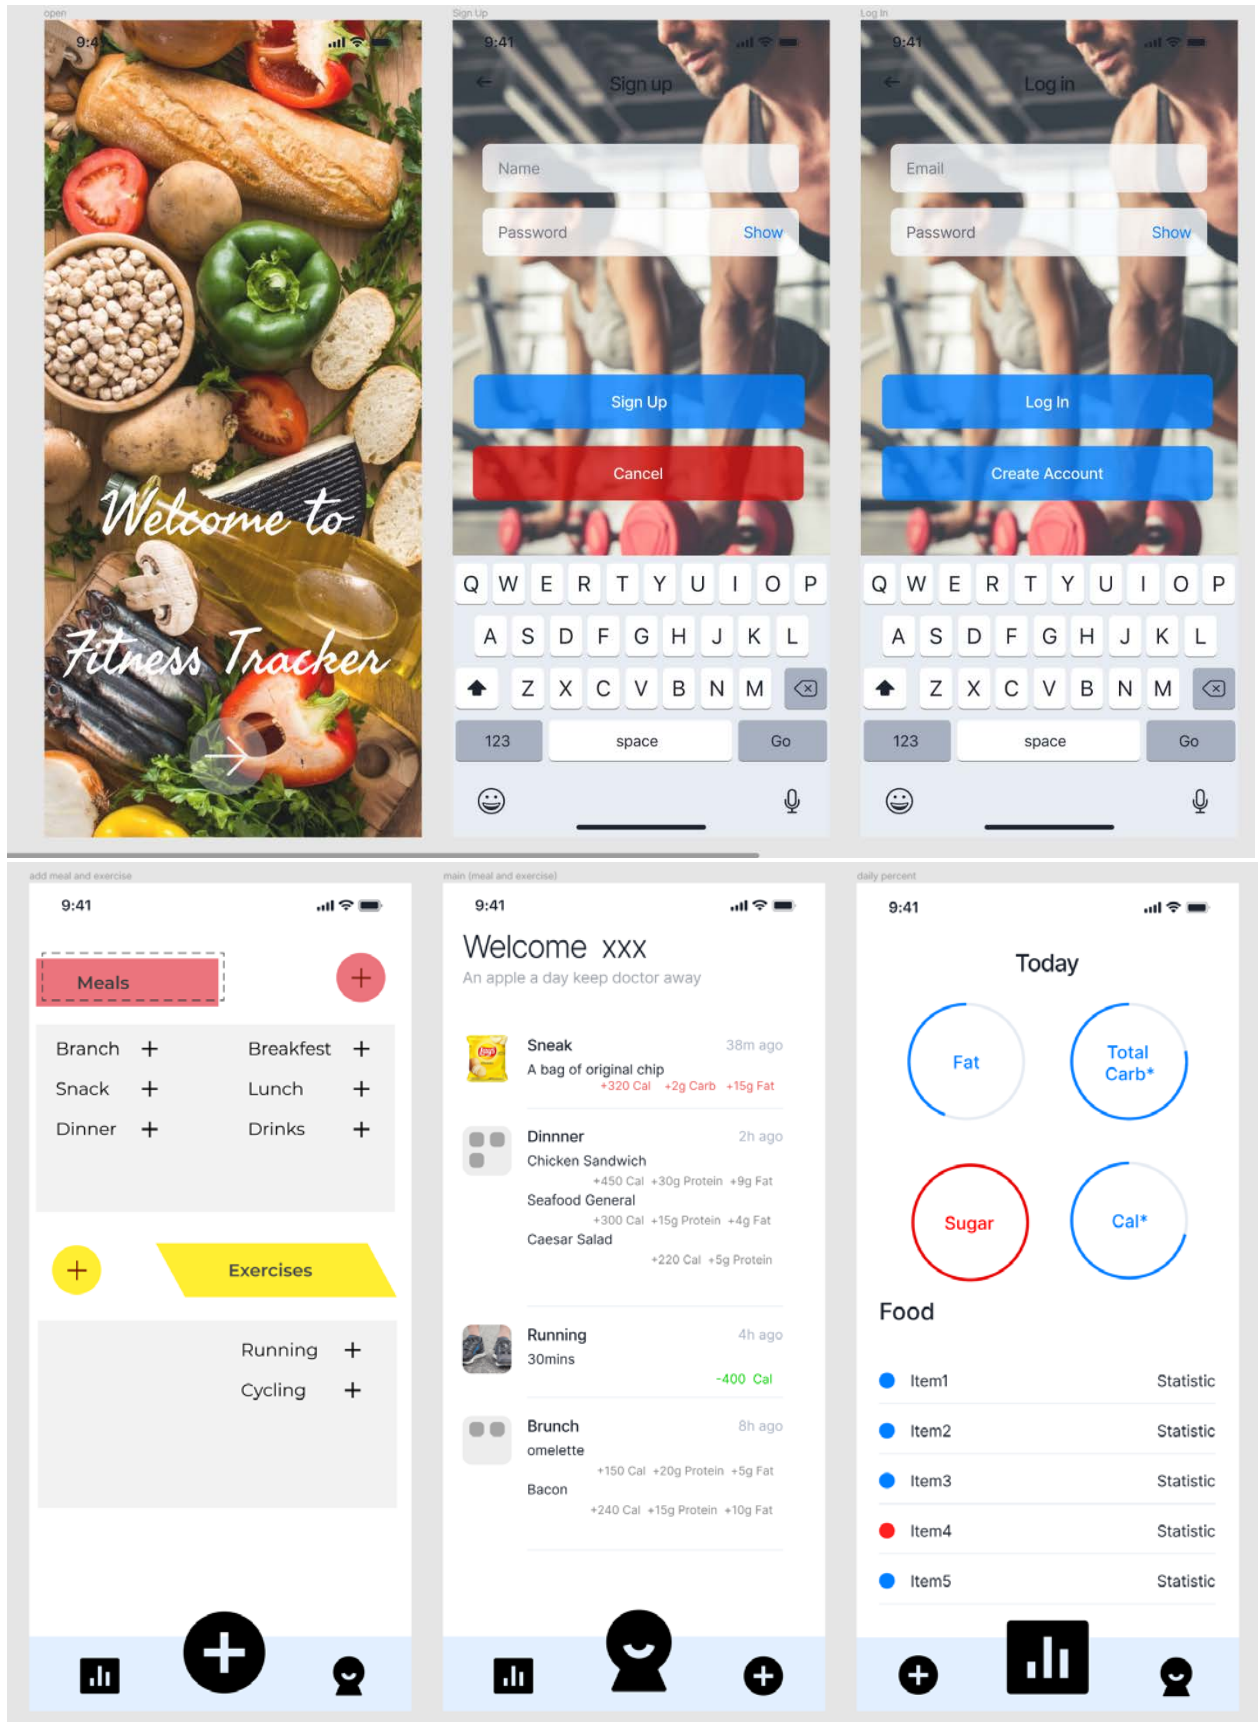 open
9:41
Welcome to
Fitness Tracker
Sign Up
9:41
Sign up
Name
Password Show
Sign Up
Cancel
Q W E R T Y U I O P
A S D F G H J K L
Z X C V B N M
123 space Go
Log In
9:41
Log in
Email
Password Show
Log In
Create Account
Q W E R T Y U I O P
A S D F G H J K L
Z X C V B N M
123 space Go
add meal and exercise
9:41
Meals +
Branch + Breakfest +
Snack + Lunch +
Dinner + Drinks +
+ Exercises
Running +
Cycling +
main (meal and exercise)
9:41
Welcome xxx
An apple a day keep doctor away
Sneak 38m ago
A bag of original chip
+320 Cal +2g Carb +15g Fat
Dinnner 2h ago
Chicken Sandwich
+450 Cal +30g Protein +9g Fat
Seafood General
+300 Cal +15g Protein +4g Fat
Caesar Salad
+220 Cal +5g Protein
Running 4h ago
30mins
-400 Cal
Brunch 8h ago
omelette
+150 Cal +20g Protein +5g Fat
Bacon
+240 Cal +15g Protein +10g Fat
daily percent
9:41
Today
Fat
Total
Carb*
Sugar
Cal*
Food
Item1 Statistic
Item2 Statistic
Item3 Statistic
Item4 Statistic
Item5 Statistic